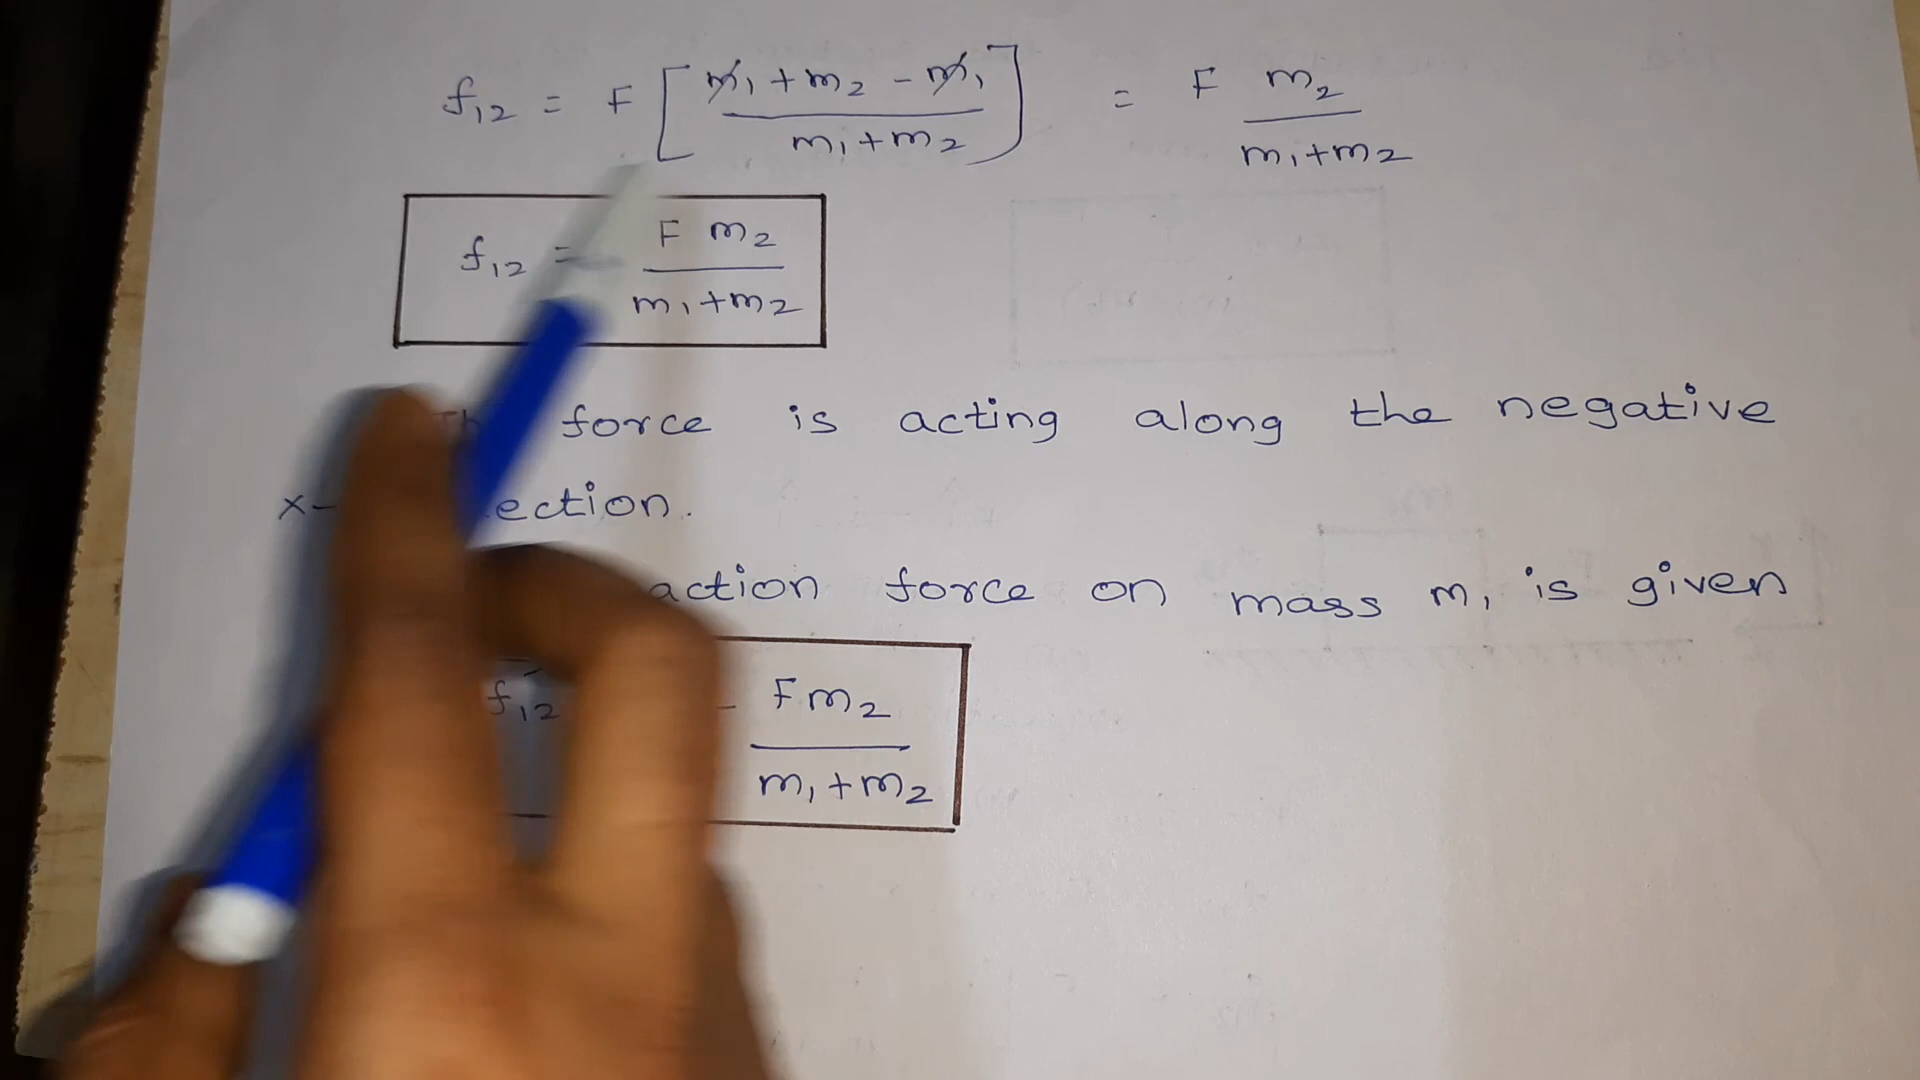 f₁₂ = F [ (m₁ + m₂ - m₁) / (m₁ + m₂) ] = F m₂ / (m₁ + m₂)
f₁₂ = F m₂ / (m₁ + m₂)
force is acting along the negative
x- ection.
action force on mass m₁ is given
f₁₂ - F m₂ / (m₁ + m₂)